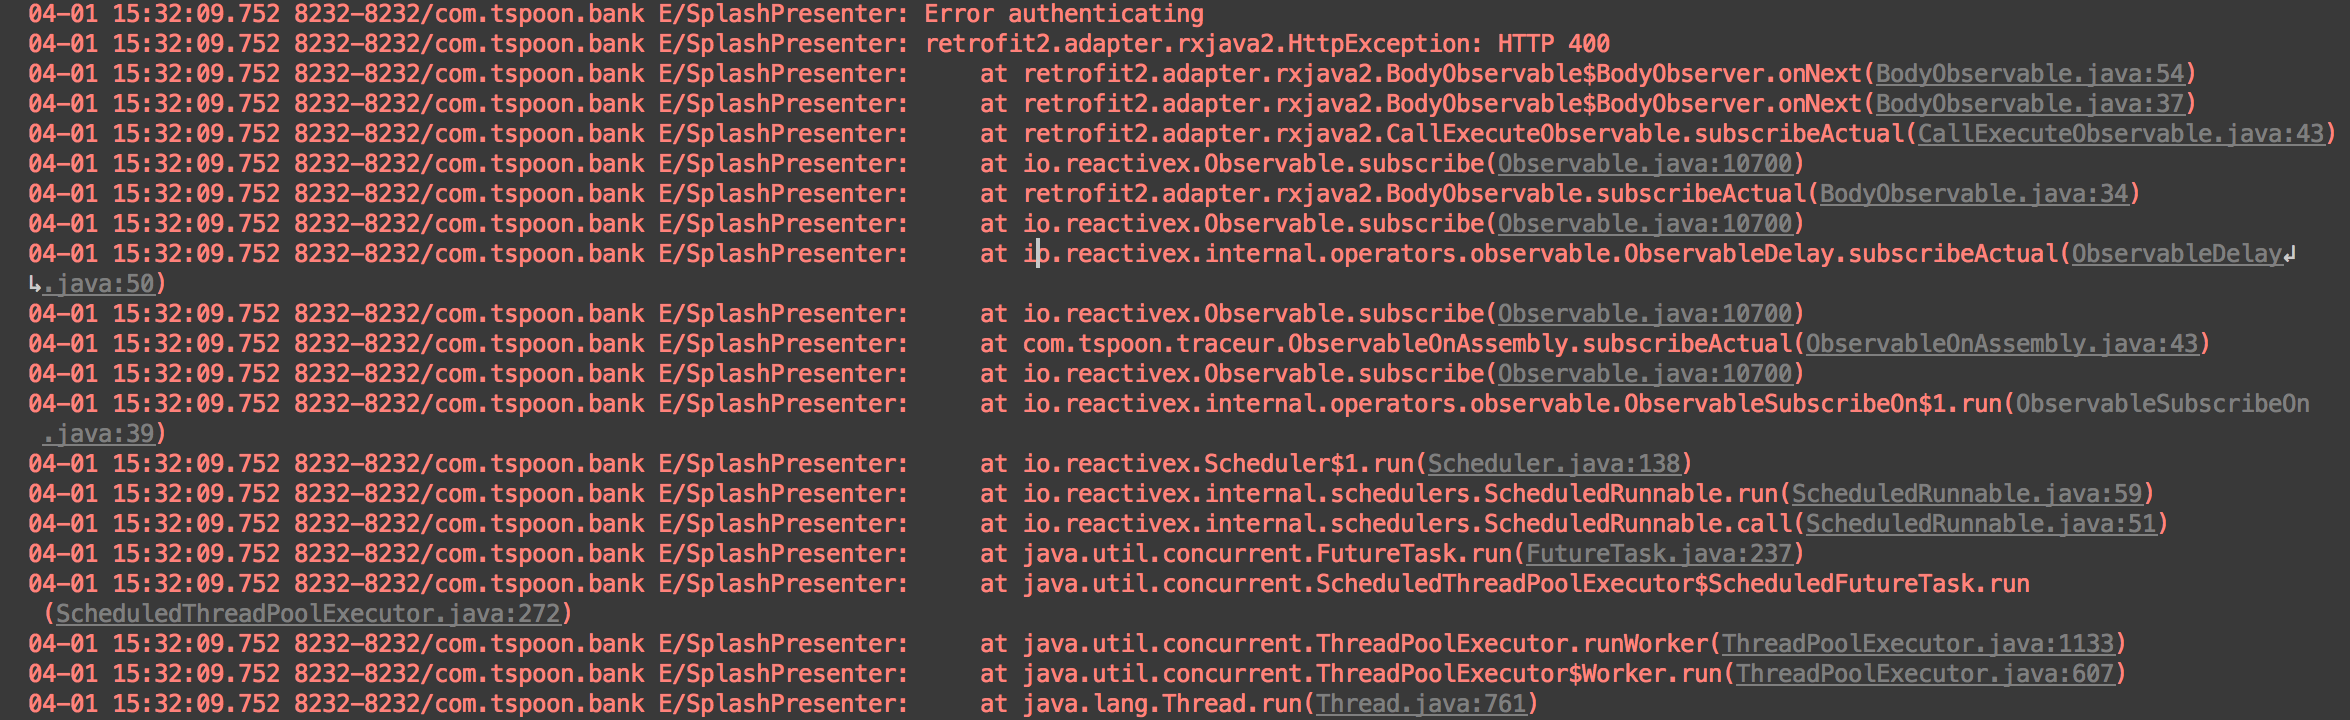 04-01 15:32:09.752 8232-8232/com.tspoon.bank E/SplashPresenter: Error authenticating
04-01 15:32:09.752 8232-8232/com.tspoon.bank E/SplashPresenter: retrofit2.adapter.rxjava2.HttpException: HTTP 400
04-01 15:32:09.752 8232-8232/com.tspoon.bank E/SplashPresenter:     at retrofit2.adapter.rxjava2.BodyObservable$BodyObserver.onNext(BodyObservable.java:54)
04-01 15:32:09.752 8232-8232/com.tspoon.bank E/SplashPresenter:     at retrofit2.adapter.rxjava2.BodyObservable$BodyObserver.onNext(BodyObservable.java:37)
04-01 15:32:09.752 8232-8232/com.tspoon.bank E/SplashPresenter:     at retrofit2.adapter.rxjava2.CallExecuteObservable.subscribeActual(CallExecuteObservable.java:43)
04-01 15:32:09.752 8232-8232/com.tspoon.bank E/SplashPresenter:     at io.reactivex.Observable.subscribe(Observable.java:10700)
04-01 15:32:09.752 8232-8232/com.tspoon.bank E/SplashPresenter:     at retrofit2.adapter.rxjava2.BodyObservable.subscribeActual(BodyObservable.java:34)
04-01 15:32:09.752 8232-8232/com.tspoon.bank E/SplashPresenter:     at io.reactivex.Observable.subscribe(Observable.java:10700)
04-01 15:32:09.752 8232-8232/com.tspoon.bank E/SplashPresenter:     at io.reactivex.internal.operators.observable.ObservableDelay.subscribeActual(ObservableDelay↲
↳.java:50)
04-01 15:32:09.752 8232-8232/com.tspoon.bank E/SplashPresenter:     at io.reactivex.Observable.subscribe(Observable.java:10700)
04-01 15:32:09.752 8232-8232/com.tspoon.bank E/SplashPresenter:     at com.tspoon.traceur.ObservableOnAssembly.subscribeActual(ObservableOnAssembly.java:43)
04-01 15:32:09.752 8232-8232/com.tspoon.bank E/SplashPresenter:     at io.reactivex.Observable.subscribe(Observable.java:10700)
04-01 15:32:09.752 8232-8232/com.tspoon.bank E/SplashPresenter:     at io.reactivex.internal.operators.observable.ObservableSubscribeOn$1.run(ObservableSubscribeOn
.java:39)
04-01 15:32:09.752 8232-8232/com.tspoon.bank E/SplashPresenter:     at io.reactivex.Scheduler$1.run(Scheduler.java:138)
04-01 15:32:09.752 8232-8232/com.tspoon.bank E/SplashPresenter:     at io.reactivex.internal.schedulers.ScheduledRunnable.run(ScheduledRunnable.java:59)
04-01 15:32:09.752 8232-8232/com.tspoon.bank E/SplashPresenter:     at io.reactivex.internal.schedulers.ScheduledRunnable.call(ScheduledRunnable.java:51)
04-01 15:32:09.752 8232-8232/com.tspoon.bank E/SplashPresenter:     at java.util.concurrent.FutureTask.run(FutureTask.java:237)
04-01 15:32:09.752 8232-8232/com.tspoon.bank E/SplashPresenter:     at java.util.concurrent.ScheduledThreadPoolExecutor$ScheduledFutureTask.run
(ScheduledThreadPoolExecutor.java:272)
04-01 15:32:09.752 8232-8232/com.tspoon.bank E/SplashPresenter:     at java.util.concurrent.ThreadPoolExecutor.runWorker(ThreadPoolExecutor.java:1133)
04-01 15:32:09.752 8232-8232/com.tspoon.bank E/SplashPresenter:     at java.util.concurrent.ThreadPoolExecutor$Worker.run(ThreadPoolExecutor.java:607)
04-01 15:32:09.752 8232-8232/com.tspoon.bank E/SplashPresenter:     at java.lang.Thread.run(Thread.java:761)